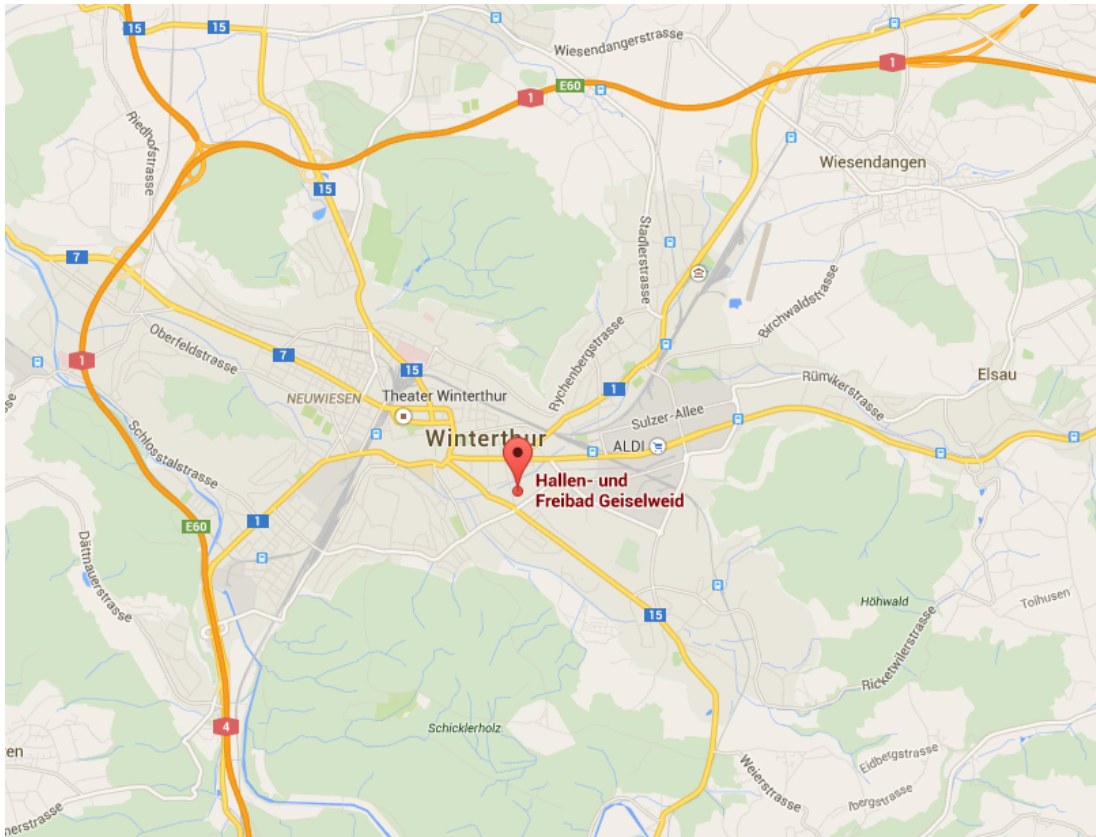 15
15
Wiesendangerstrasse
1
E60
1
Riedhofstrasse
Wiesendangen
15
Stadlerstrasse
7
Birchwaldstrasse
Oberfeldstrasse
Rychenbergstrasse
7
1
15
Elsau
Rümikerstrasse
1
NEUWIESEN
Theater Winterthur
Sulzer-Allee
Winterthur
ALDI
Schlosstalstrasse
Hallen- und
Freibad Geiselweid
E60
1
Dättnauerstrasse
Höhwald
Tolhusen
15
Ricketwilerstrasse
4
Schicklerholz
Eidbergstrasse
Weierstrasse